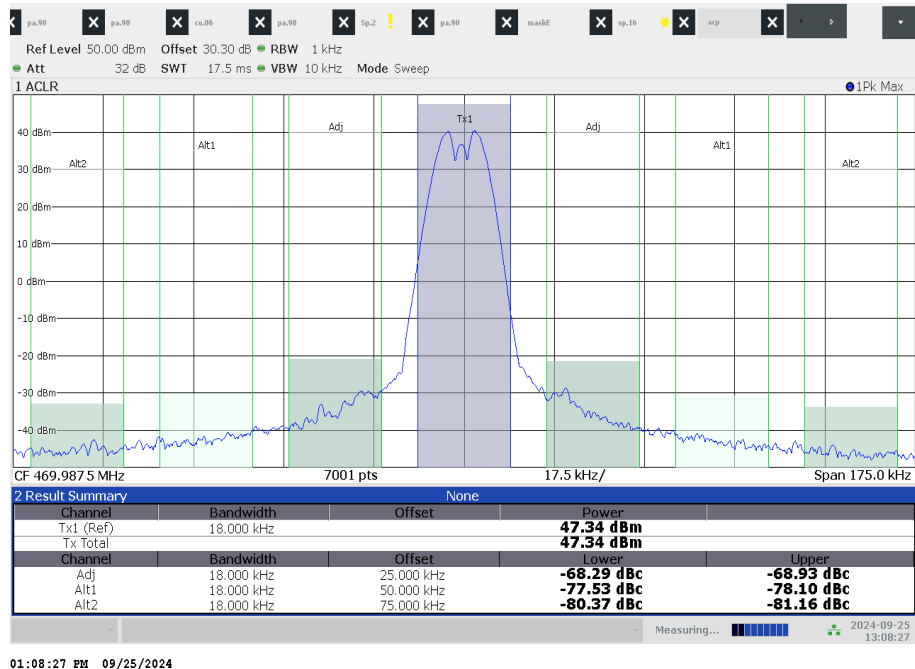 pa.90 pa.90 co.06 pa.90 Sp.2 pa.90 maskE sp.16 acp
Ref Level 50.00 dBm Offset 30.30 dB RBW 1 kHz
Att 32 dB SWT 17.5 ms VBW 10 kHz Mode Sweep
1 ACLR 1Pk Max
Tx1
Adj Adj
40 dBm
Alt1 Alt1
Alt2 Alt2
30 dBm
20 dBm
10 dBm
0 dBm
-10 dBm
-20 dBm
-30 dBm
-40 dBm
CF 469.9875 MHz 7001 pts 17.5 kHz/ Span 175.0 kHz
2 Result Summary None
Channel Bandwidth Offset Power
Tx1 (Ref) 18.000 kHz 47.34 dBm
Tx Total 47.34 dBm
Channel Bandwidth Offset Lower Upper
Adj 18.000 kHz 25.000 kHz -68.29 dBc -68.93 dBc
Alt1 18.000 kHz 50.000 kHz -77.53 dBc -78.10 dBc
Alt2 18.000 kHz 75.000 kHz -80.37 dBc -81.16 dBc
Measuring... 2024-09-25
13:08:27
01:08:27 PM 09/25/2024